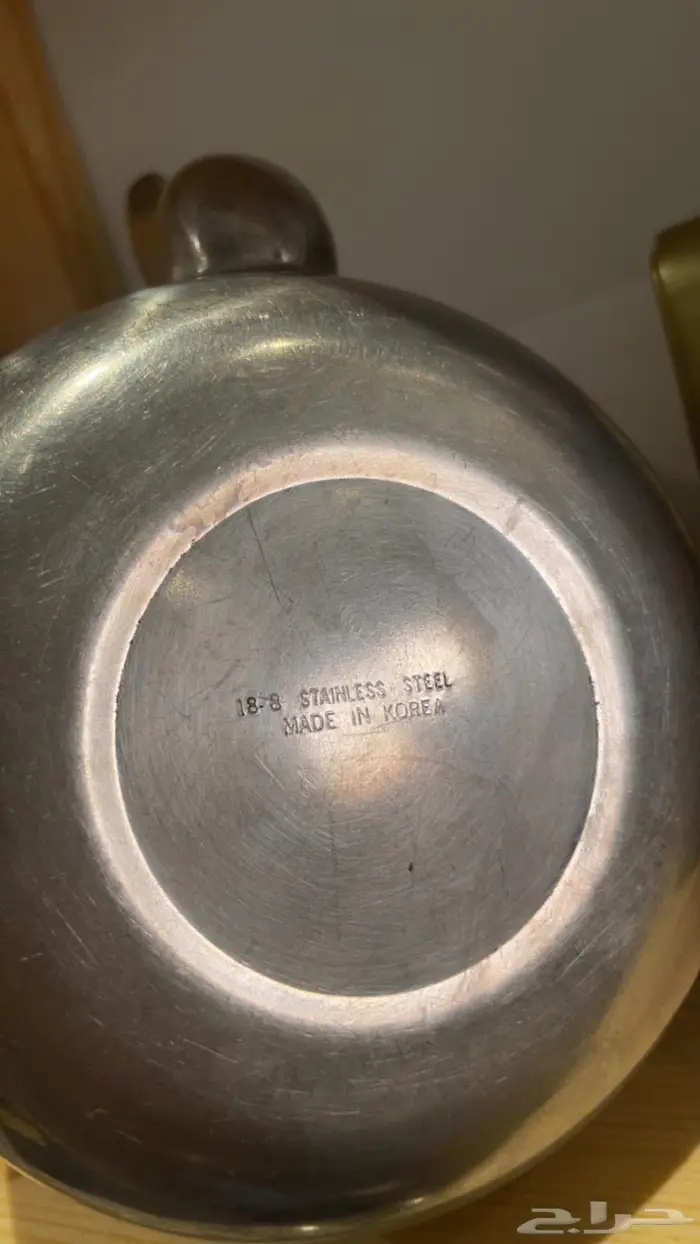 18-8 STAINLESS STEEL
MADE IN KOREA
حراج